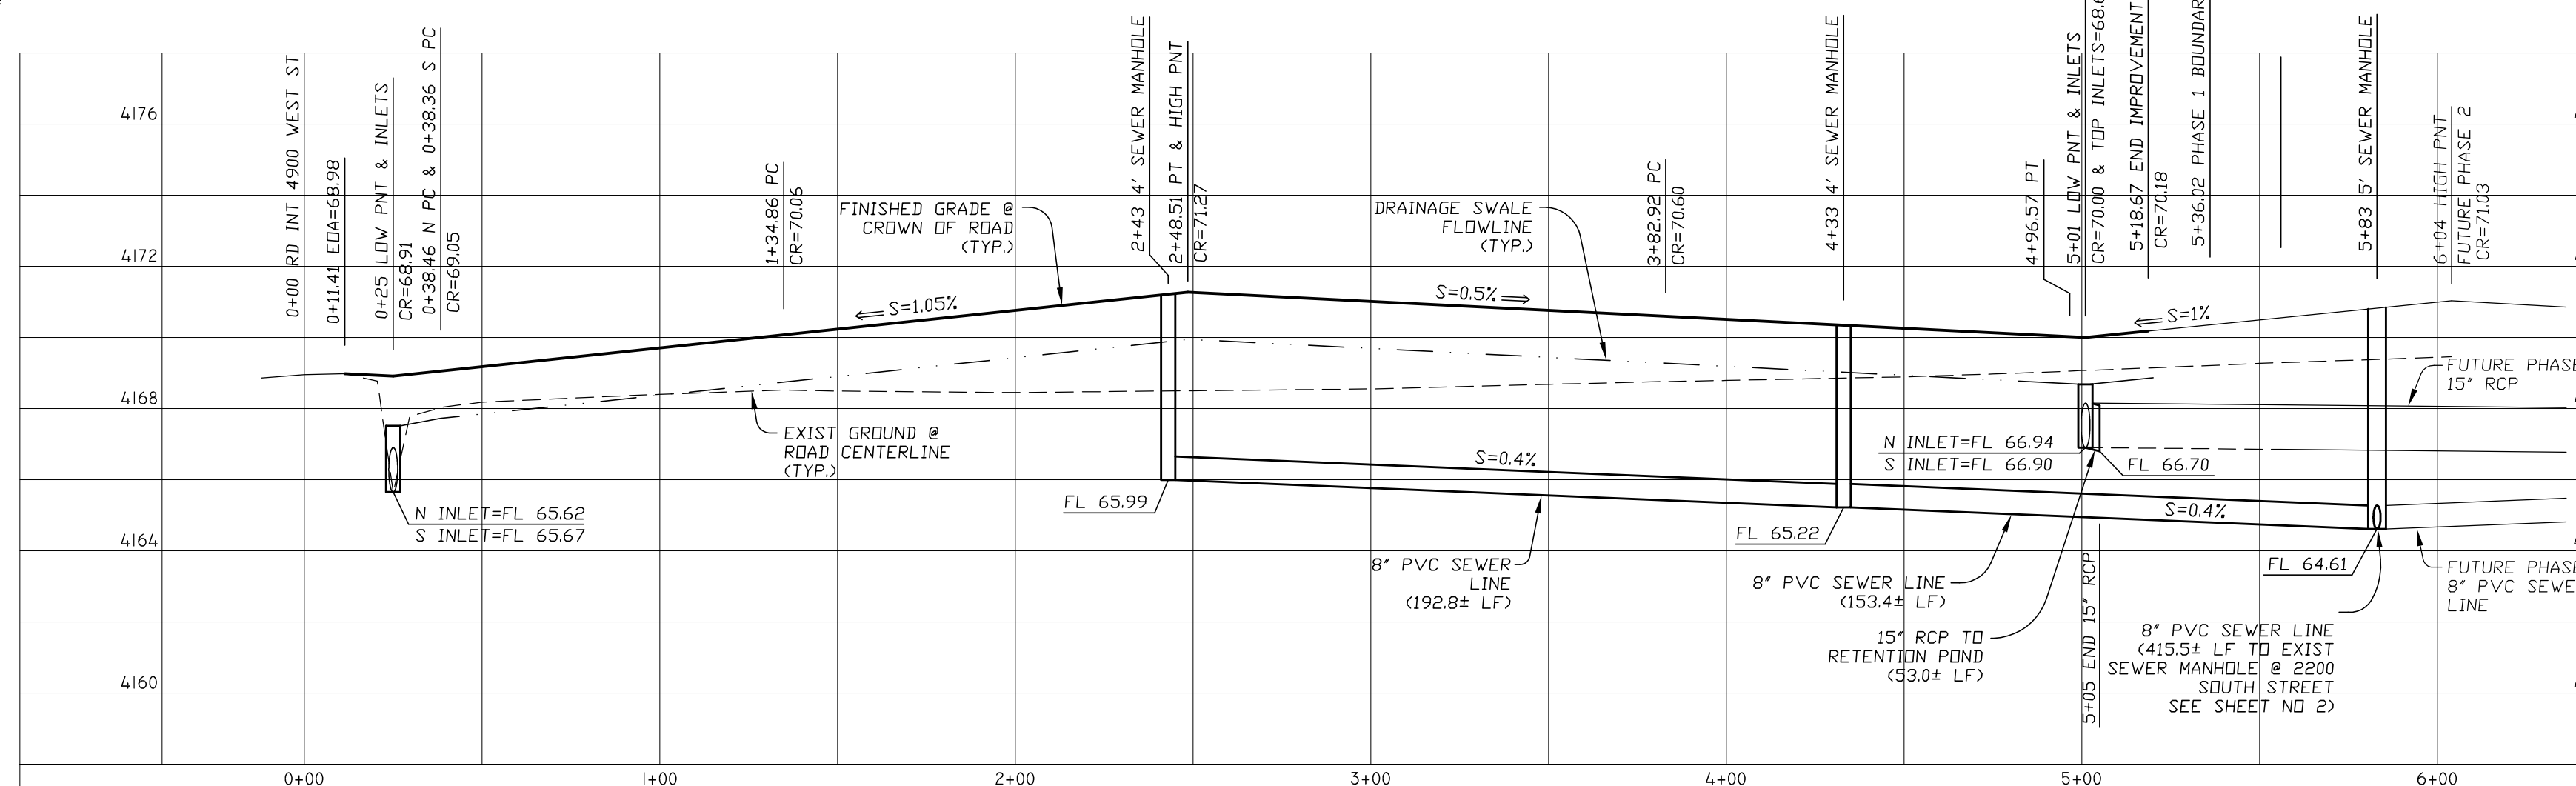 4176
4172
4168
4164
4160
0+00 RD INT 4900 WEST ST
0+11.41 EOA=68.98
0+25 LOW PNT & INLETS
CR=68.91
0+38.46 N PC & 0+38.36 S PC
CR=69.05
1+34.86 PC
CR=70.06
2+43 4' SEWER MANHOLE
2+48.51 PT & HIGH PNT
CR=71.27
3+82.92 PC
CR=70.60
4+33 4' SEWER MANHOLE
4+96.57 PT
5+01 LOW PNT & INLETS
CR=70.00 & TOP INLETS=68.
5+18.67 END IMPROVEMENT
CR=70.18
5+36.02 PHASE 1 BOUNDAR
5+83 5' SEWER MANHOLE
6+04 HIGH PNT
FUTURE PHASE 2
CR=71.03
FINISHED GRADE @
CROWN OF ROAD
(TYP.)
DRAINAGE SWALE
FLOWLINE
(TYP.)
S=1.05%
S=0.5%
S=1%
EXIST GROUND @
ROAD CENTERLINE
(TYP.)
N INLET=FL 65.62
S INLET=FL 65.67
FL 65.99
S=0.4%
8" PVC SEWER
LINE
(192.8± LF)
FL 65.22
8" PVC SEWER LINE
(153.4± LF)
N INLET=FL 66.94
S INLET=FL 66.90
FL 66.70
15" RCP TO
RETENTION POND
(53.0± LF)
5+05 END 15" RCP
S=0.4%
FL 64.61
8" PVC SEWER LINE
(415.5± LF TO EXIST
SEWER MANHOLE @ 2200
SOUTH STREET
SEE SHEET NO 2)
FUTURE PHASE
15" RCP
FUTURE PHASE
8" PVC SEWE
LINE
0+00
1+00
2+00
3+00
4+00
5+00
6+00